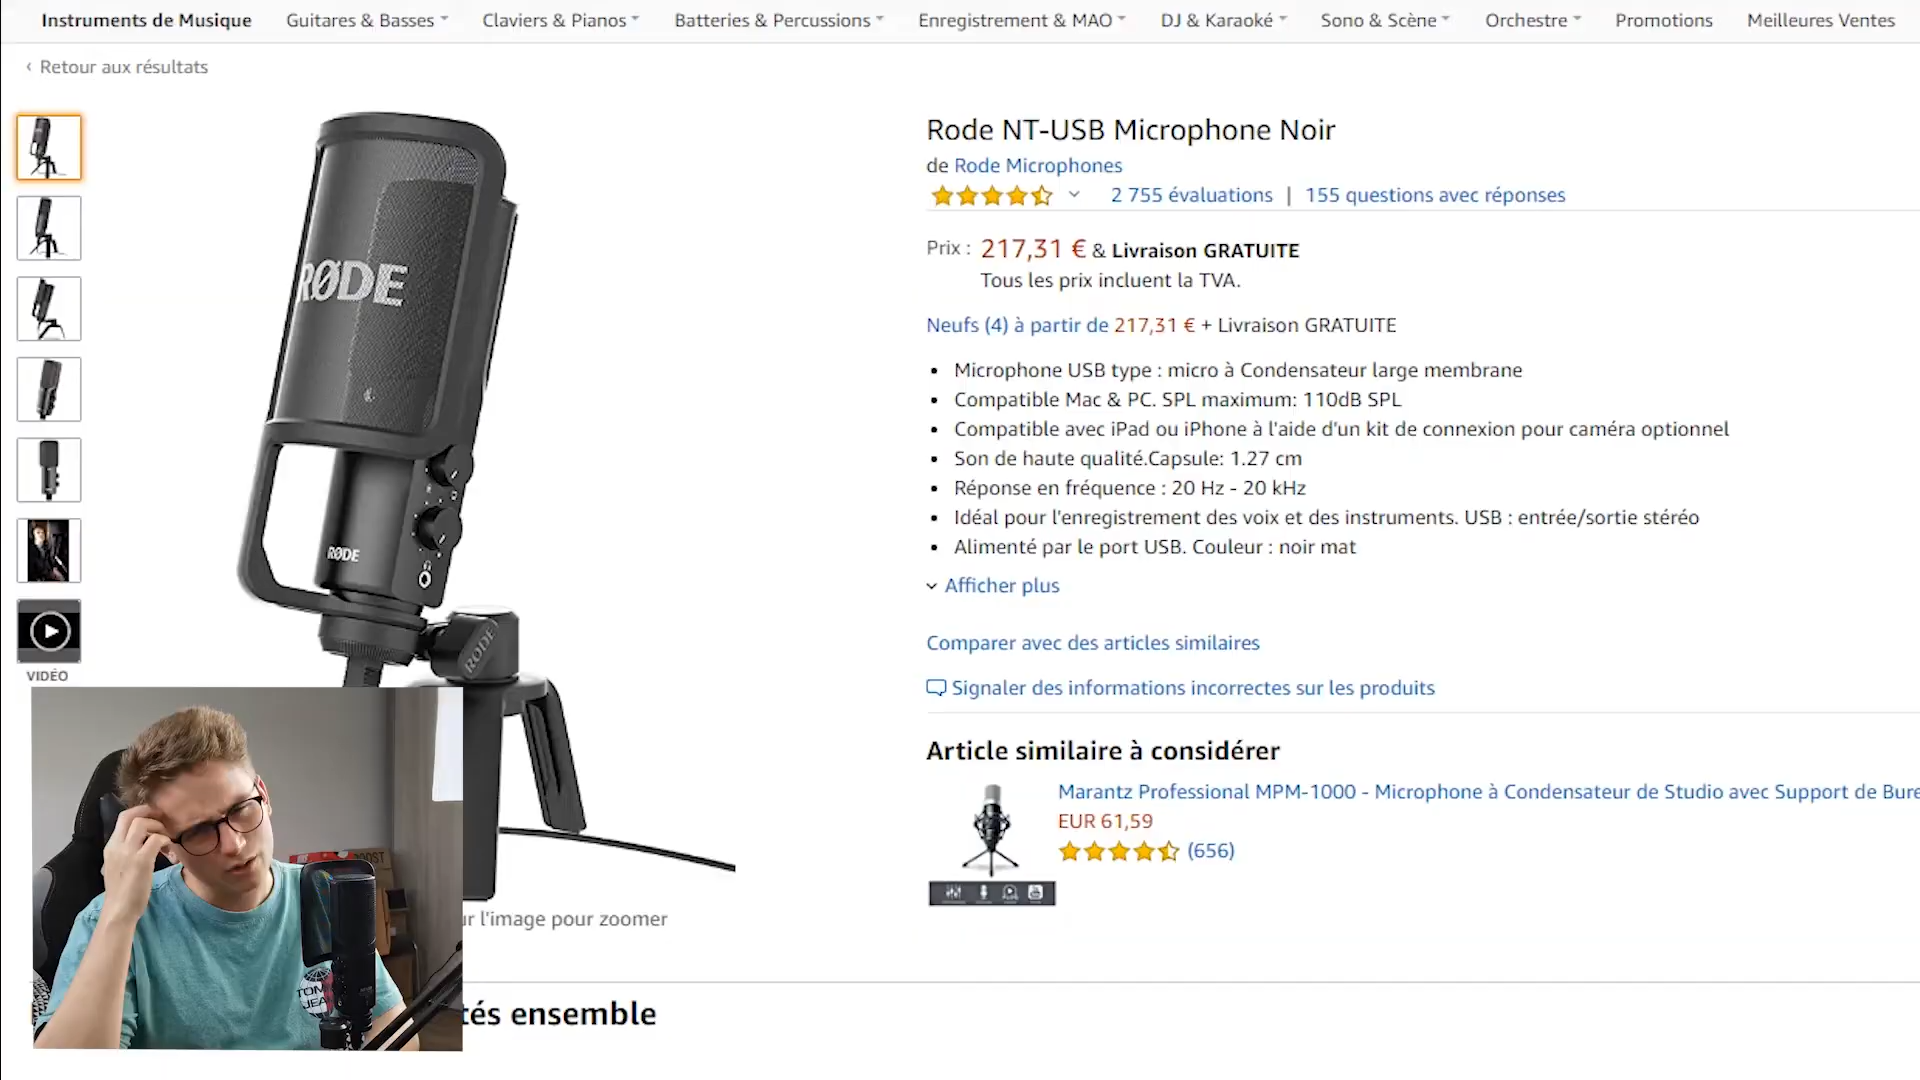 Instruments de Musique Guitares & Basses Claviers & Pianos Batteries & Percussions Enregistrement & MAO DJ & Karaoké Sono & Scène Orchestre Promotions Meilleures Ventes
‹ Retour aux résultats
RØDE
RØDE
RODE
VIDÉO
ur l'image pour zoomer
Rode NT-USB Microphone Noir
de Rode Microphones
2 755 évaluations | 155 questions avec réponses
Prix : 217,31 € & Livraison GRATUITE
Tous les prix incluent la TVA.
Neufs (4) à partir de 217,31 € + Livraison GRATUITE
• Microphone USB type : micro à Condensateur large membrane
• Compatible Mac & PC. SPL maximum: 110dB SPL
• Compatible avec iPad ou iPhone à l'aide d'un kit de connexion pour caméra optionnel
• Son de haute qualité.Capsule: 1.27 cm
• Réponse en fréquence : 20 Hz - 20 kHz
• Idéal pour l'enregistrement des voix et des instruments. USB : entrée/sortie stéréo
• Alimenté par le port USB. Couleur : noir mat
Afficher plus
Comparer avec des articles similaires
Signaler des informations incorrectes sur les produits
Article similaire à considérer
Marantz Professional MPM-1000 - Microphone à Condensateur de Studio avec Support de Bure
EUR 61,59
(656)
tés ensemble
TOM
JEA